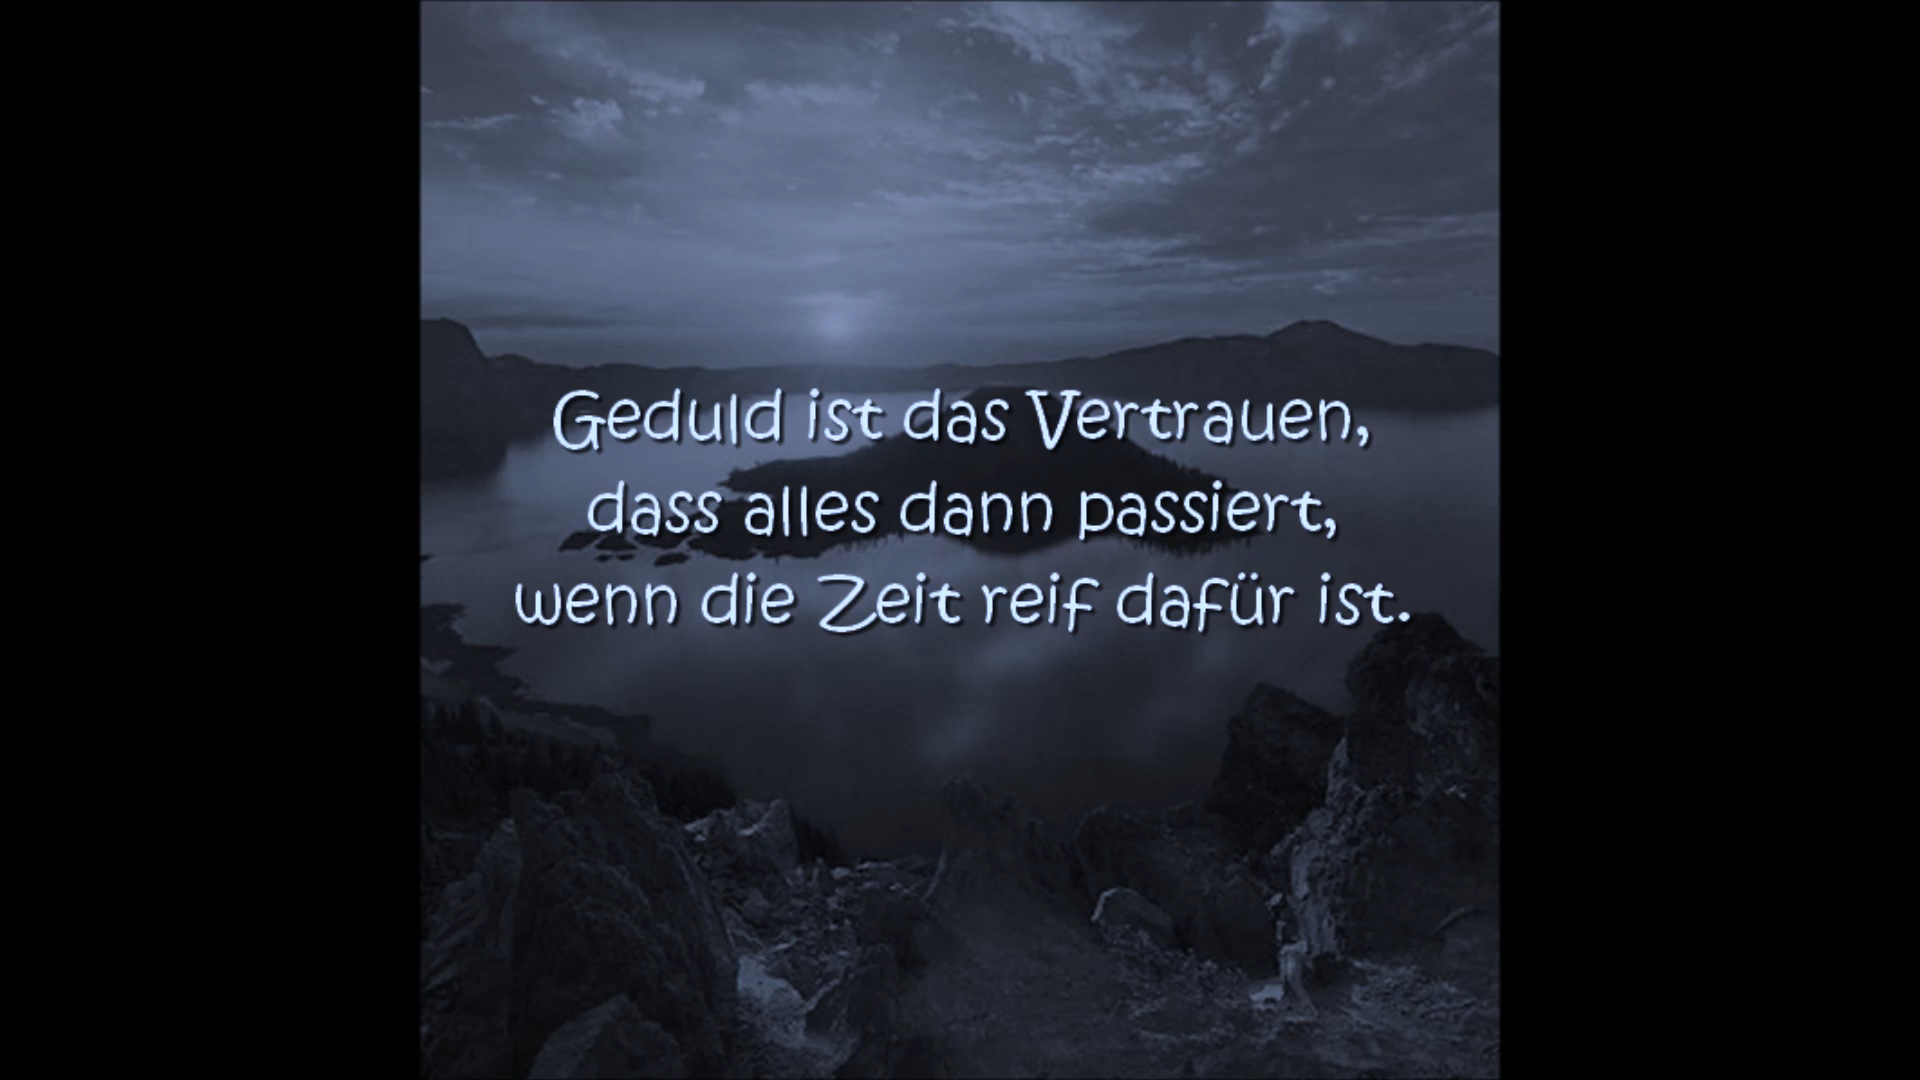 Geduld ist das Vertrauen,
dass alles dann passiert,
wenn die Zeit reif dafür ist.